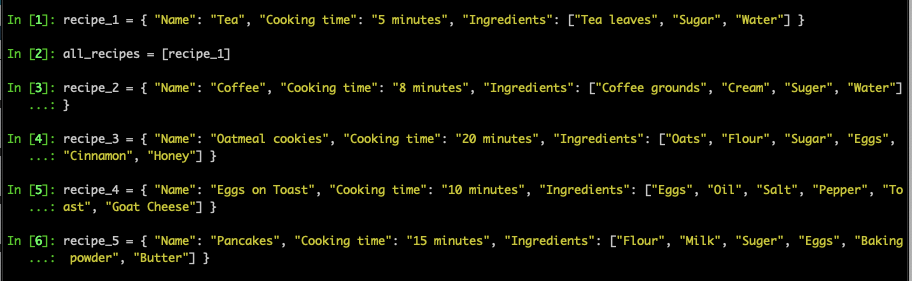 In [1]: recipe_1 = { "Name": "Tea", "Cooking time": "5 minutes", "Ingredients": ["Tea leaves", "Sugar", "Water"] }
In [2]: all_recipes = [recipe_1]
In [3]: recipe_2 = { "Name": "Coffee", "Cooking time": "8 minutes", "Ingredients": ["Coffee grounds", "Cream", "Suger", "Water"]
...: }
In [4]: recipe_3 = { "Name": "Oatmeal cookies", "Cooking time": "20 minutes", "Ingredients": ["Oats", "Flour", "Sugar", "Eggs",
...: "Cinnamon", "Honey"] }
In [5]: recipe_4 = { "Name": "Eggs on Toast", "Cooking time": "10 minutes", "Ingredients": ["Eggs", "Oil", "Salt", "Pepper", "To
...: ast", "Goat Cheese"] }
In [6]: recipe_5 = { "Name": "Pancakes", "Cooking time": "15 minutes", "Ingredients": ["Flour", "Milk", "Suger", "Eggs", "Baking
...: powder", "Butter"] }